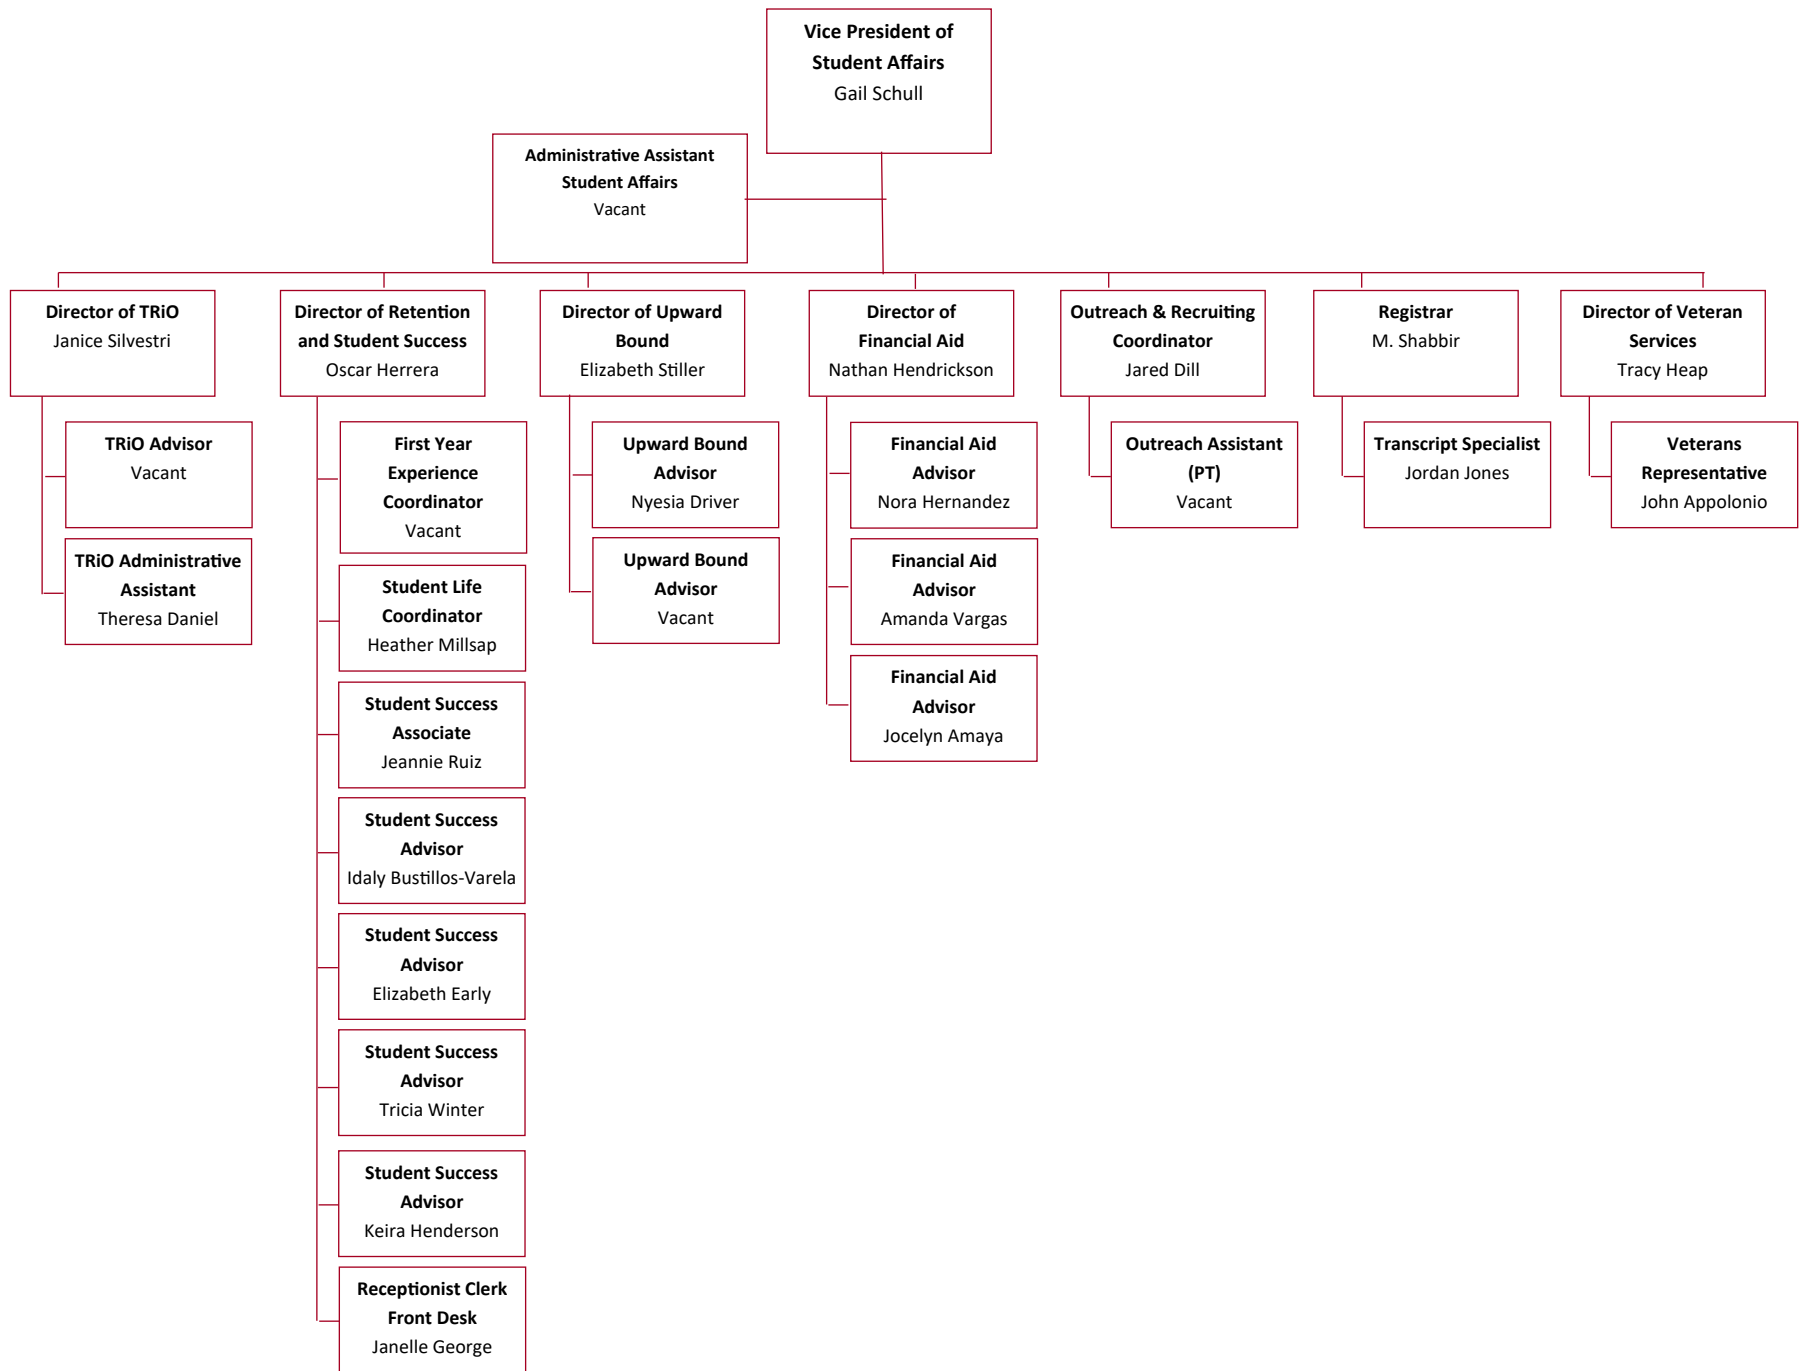 Vice President of
Student Affairs
Gail Schull
Administrative Assistant
Student Affairs
Vacant
Director of TRiO
Janice Silvestri
Director of Retention
and Student Success
Oscar Herrera
Director of Upward
Bound
Elizabeth Stiller
Director of
Financial Aid
Nathan Hendrickson
Outreach & Recruiting
Coordinator
Jared Dill
Registrar
M. Shabbir
Director of Veteran
Services
Tracy Heap
TRiO Advisor
Vacant
TRiO Administrative
Assistant
Theresa Daniel
First Year
Experience
Coordinator
Vacant
Student Life
Coordinator
Heather Millsap
Student Success
Associate
Jeannie Ruiz
Student Success
Advisor
Idaly Bustillos-Varela
Student Success
Advisor
Elizabeth Early
Student Success
Advisor
Tricia Winter
Student Success
Advisor
Keira Henderson
Receptionist Clerk
Front Desk
Janelle George
Upward Bound
Advisor
Nyesia Driver
Upward Bound
Advisor
Vacant
Financial Aid
Advisor
Nora Hernandez
Financial Aid
Advisor
Amanda Vargas
Financial Aid
Advisor
Jocelyn Amaya
Outreach Assistant
(PT)
Vacant
Transcript Specialist
Jordan Jones
Veterans
Representative
John Appolonio